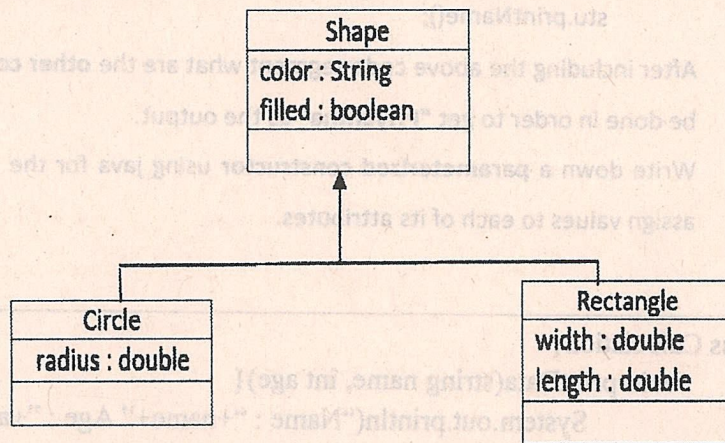 stu.printName();
After including the above code segment what are the other co
be done in order to get " " as the output.
Write down a parameterized constructor using java for the
assign values to each of its attributes.
Shape
color : String
filled : boolean
Circle
radius : double
Rectangle
width : double
length : double
(string name, int age){
System.out.println("Name : "+name+" Age